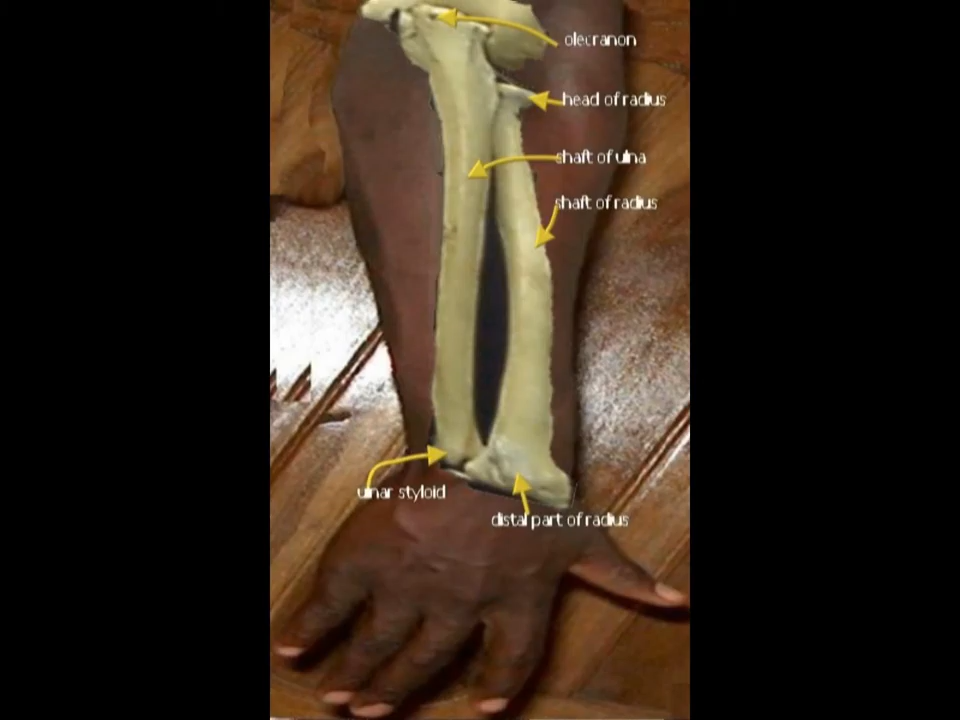 olecranon
head of radius
shaft of ulna
shaft of radius
ulnar styloid
distal part of radius